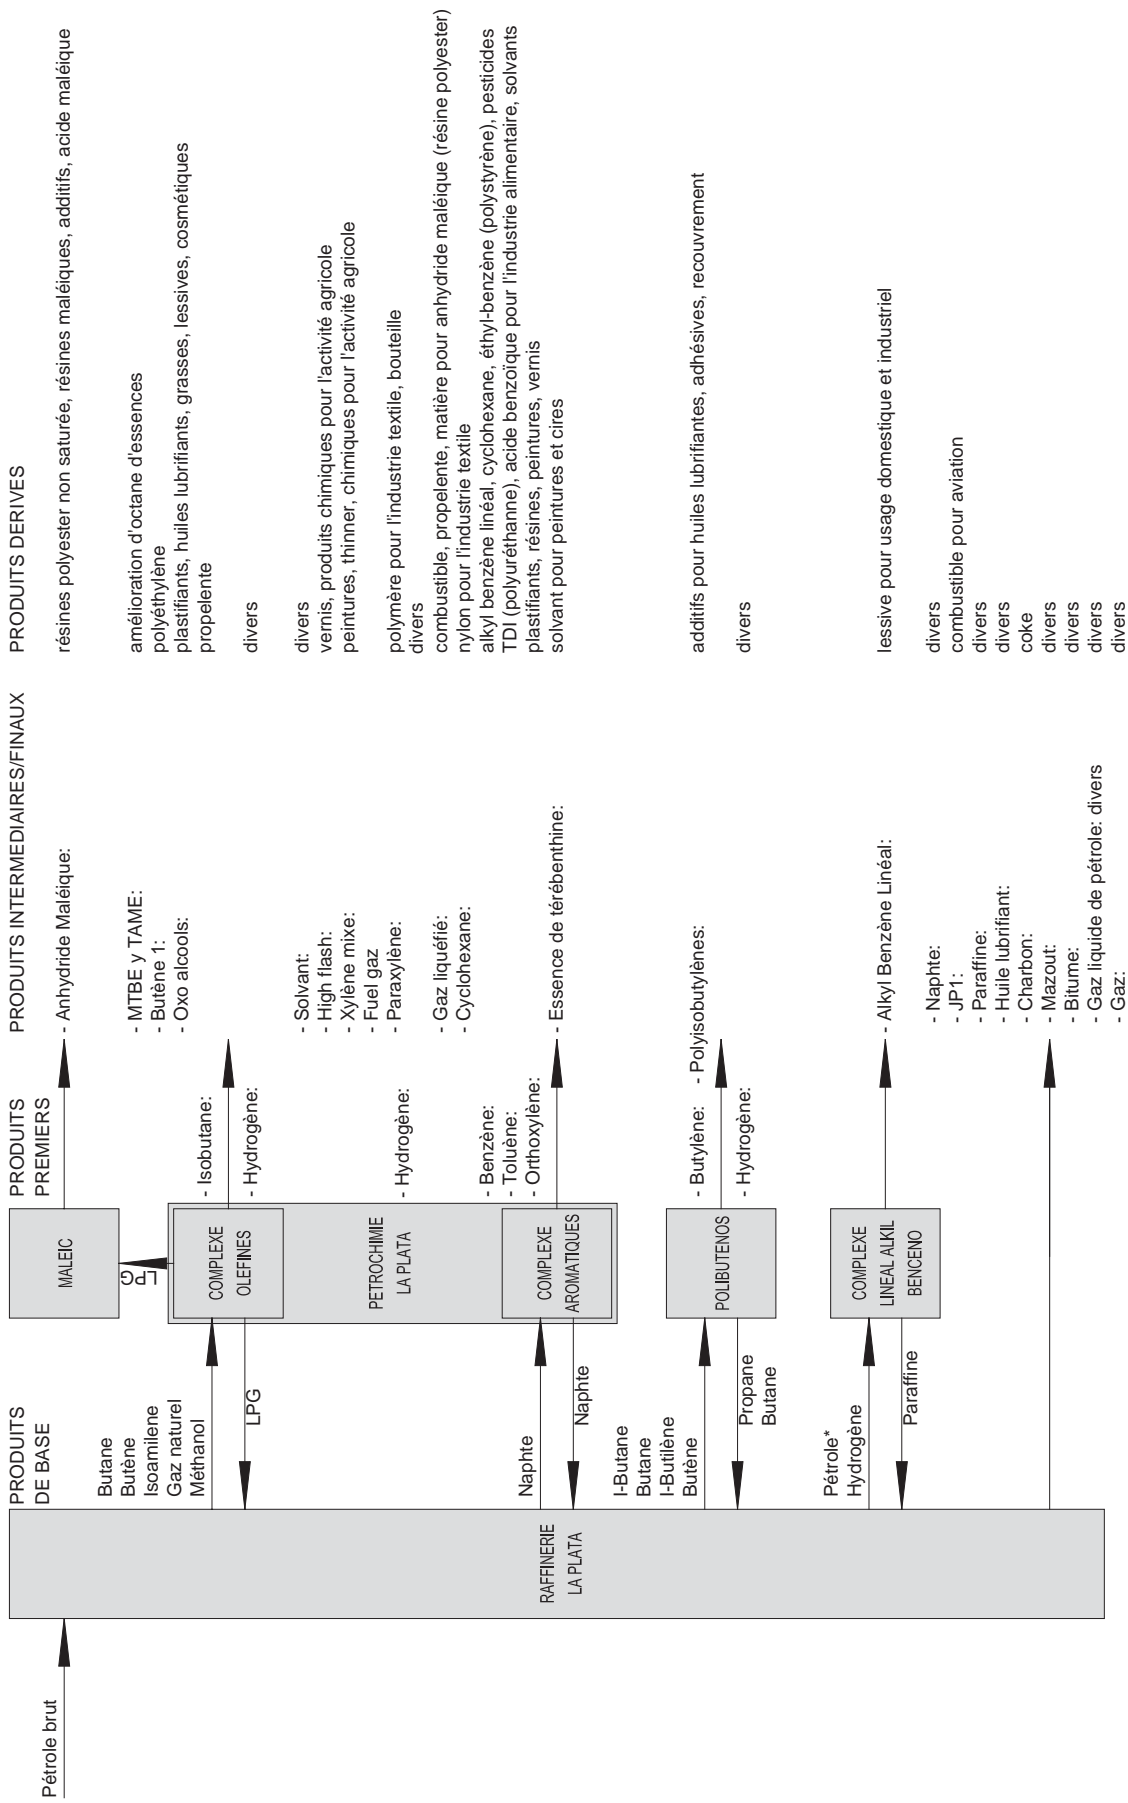 PRODUITS
DE BASE
PRODUITS
PREMIERS
PRODUITS INTERMEDIAIRES/FINAUX
PRODUITS DERIVES
Pétrole brut
RAFFINERIE
LA PLATA
MALEIC
- Anhydride Maléique:
résines polyester non saturée, résines maléiques, additifs, acide maléique
LPG
Butane
Butène
Isoamilene
Gaz naturel
Méthanol
LPG
COMPLEXE
OLEFINES
- Isobutane:
- Hydrogène:
- MTBE y TAME:
- Butène 1:
- Oxo alcools:
amélioration d'octane d'essences
polyéthylène
plastifiants, huiles lubrifiants, grasses, lessives, cosmétiques
propelente
divers
PETROCHIMIE
LA PLATA
- Hydrogène:
- Solvant:
- High flash:
- Xylène mixe:
- Fuel gaz
- Paraxylène:
- Gaz liquéfié:
- Cyclohexane:
divers
vernis, produits chimiques pour l'activité agricole
peintures, thinner, chimiques pour l'activité agricole
polymère pour l'industrie textile, bouteille
divers
combustible, propelente, matière pour anhydride maléique (résine polyester)
nylon pour l'industrie textile
Naphte
Naphte
COMPLEXE
AROMATIQUES
- Benzène:
- Toluène:
- Orthoxylène:
- Essence de térébenthine:
alkyl benzène linéal, cyclohexane, éthyl-benzène (polystyrène), pesticides
TDI (polyuréthanne), acide benzoïque pour l'industrie alimentaire, solvants
plastifiants, résines, peintures, vernis
solvant pour peintures et cires
I-Butane
Butane
I-Butilène
Butène
Propane
Butane
POLIBUTENOS
- Butylène:
- Hydrogène:
- Polyisobutylènes:
additifs pour huiles lubrifiantes, adhésives, recouvrement
divers
Pétrole*
Hydrogène
Paraffine
COMPLEXE
LINEAL ALKIL
BENCENO
- Alkyl Benzène Linéal:
lessive pour usage domestique et industriel
- Naphte:
divers
- JP1:
combustible pour aviation
- Paraffine:
divers
- Huile lubrifiant:
divers
- Charbon:
coke
- Mazout:
divers
- Bitume:
divers
- Gaz liquide de pétrole: divers
divers
- Gaz:
divers